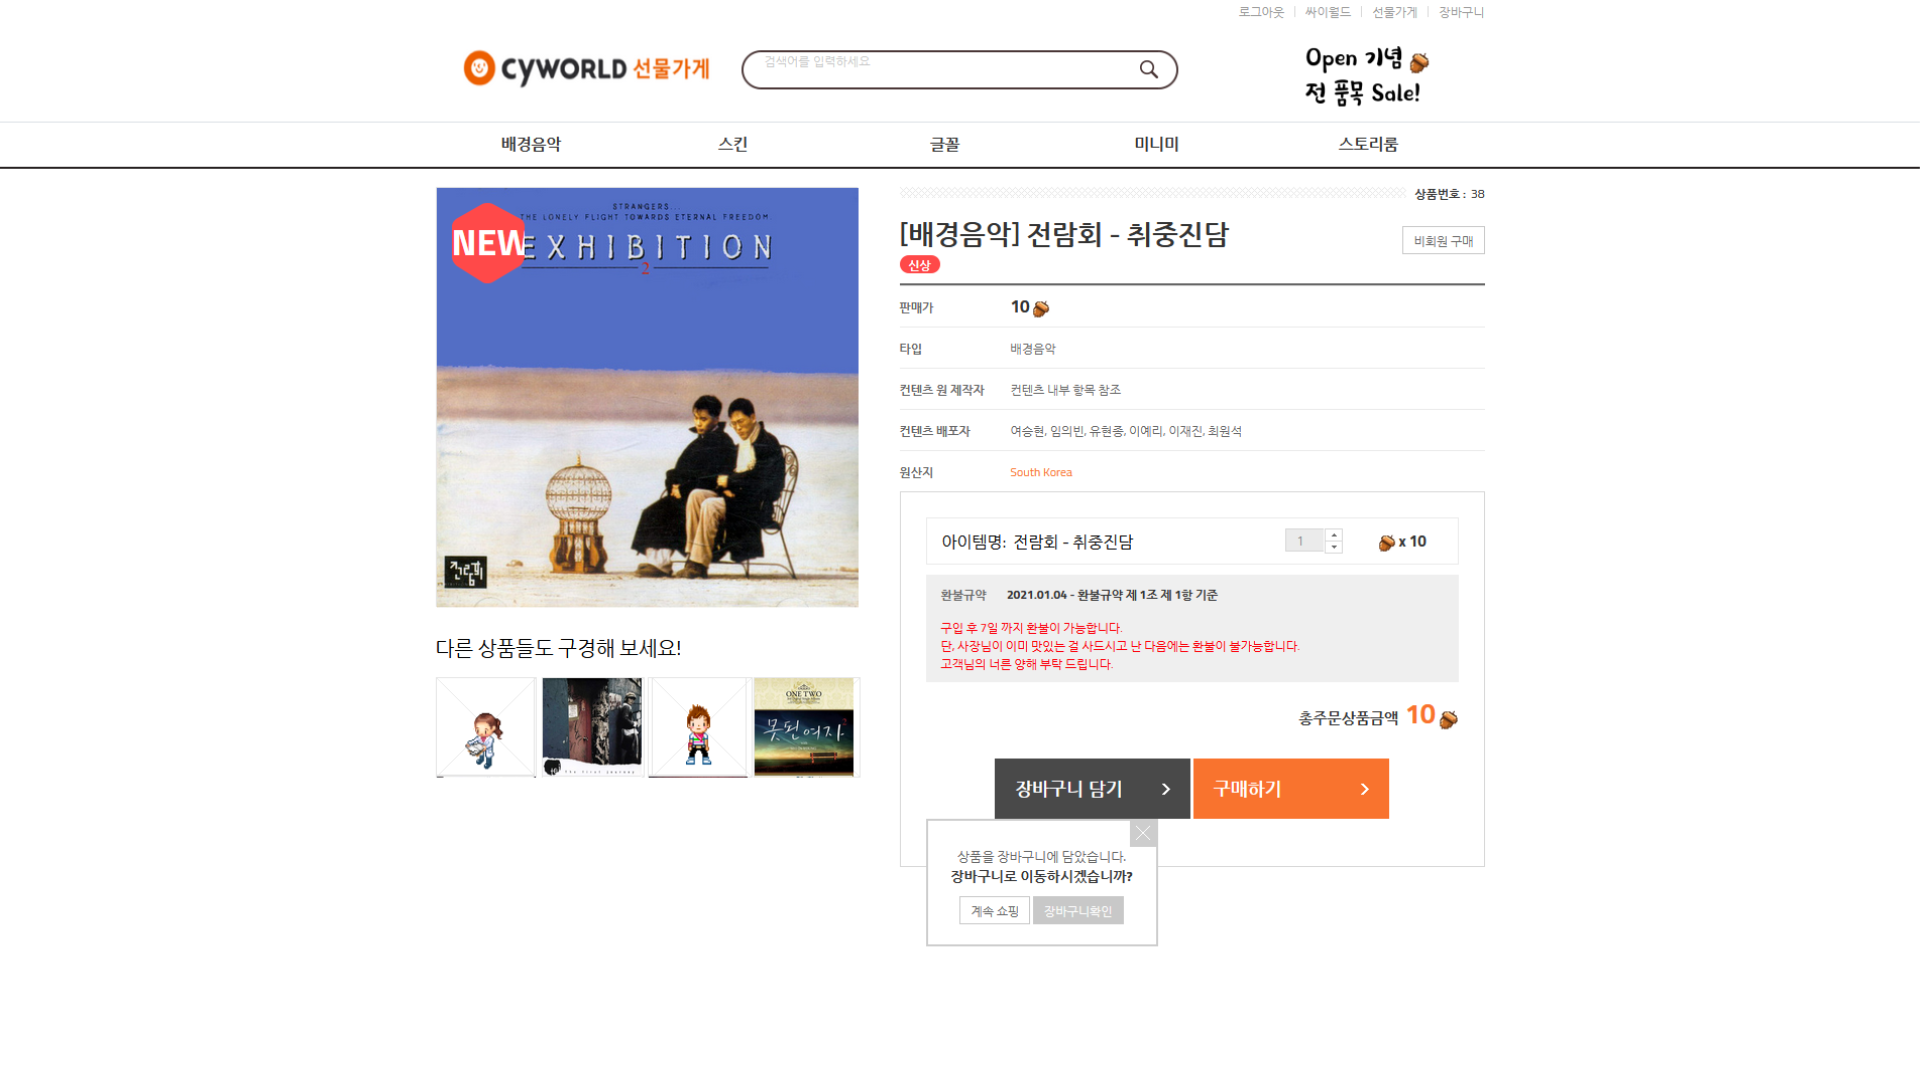 로그아웃 싸이월드 선물가게 장바구니
CYWORLD 선물가게
검색어를 입력하세요
Open 기념
전 품목 Sale!
배경음악 스킨 글꼴 미니미 스토리룸
STRANGERS...
THE LONELY FLIGHT TOWARDS ETERNAL FREEDOM
NEW
EXHIBITION
2
전람회
상품번호 : 38
[배경음악] 전람회 - 취중진담
비회원 구매
신상
판매가 10
타입 배경음악
컨텐츠 원 제작자 컨텐츠 내부 항목 참조
컨텐츠 배포자 여승현, 임의빈, 유현종, 이예리, 이재진, 최원석
원산지 South Korea
아이템명: 전람회 - 취중진담 1 x 10
환불규약 2021.01.04 - 환불규약 제 1조 제 1항 기준
구입 후 7일 까지 환불이 가능합니다.
단, 사장님이 이미 맛있는 걸 사드시고 난 다음에는 환불이 불가능합니다.
고객님의 너른 양해 부탁 드립니다.
총주문상품금액 10
장바구니 담기 구매하기
상품을 장바구니에 담았습니다.
장바구니로 이동하시겠습니까?
계속 쇼핑 장바구니확인
다른 상품들도 구경해 보세요!
ONE TWO
못된여자 2